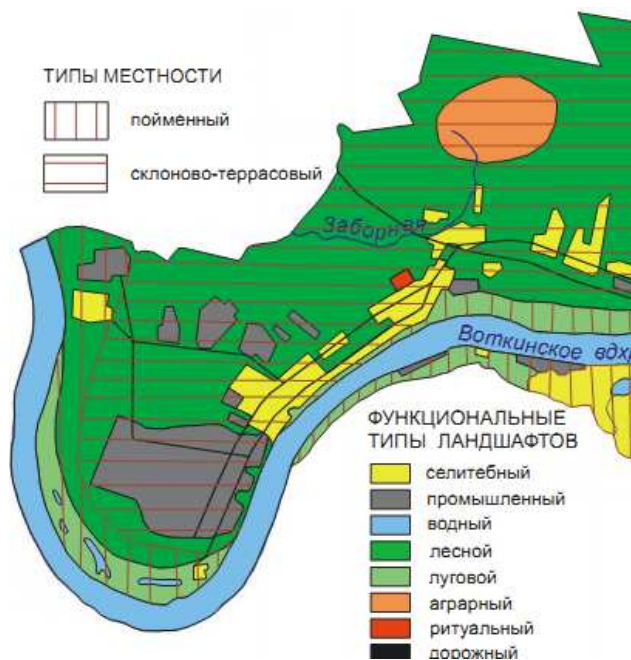 ТИПЫ МЕСТНОСТИ
пойменный
склоново-террасовый
Заборная
Воткинское вдхр
ФУНКЦИОНАЛЬНЫЕ
ТИПЫ ЛАНДШАФТОВ
селитебный
промышленный
водный
лесной
луговой
аграрный
ритуальный
дорожный